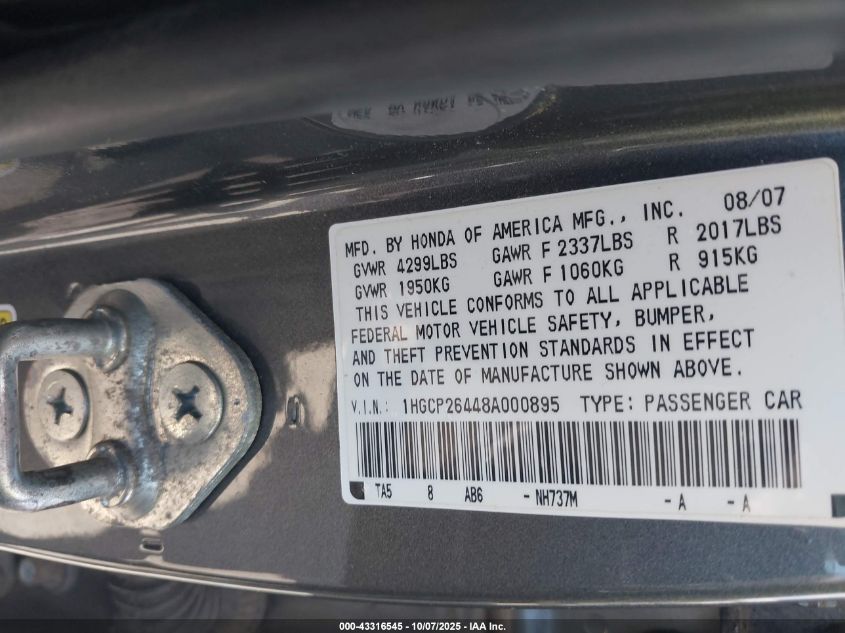 MFD. BY HONDA OF AMERICA MFG., INC. 08/07
GVWR 4299LBS GAWR F 2337LBS R 2017LBS
GVWR 1950KG GAWR F 1060KG R 915KG
THIS VEHICLE CONFORMS TO ALL APPLICABLE
FEDERAL MOTOR VEHICLE SAFETY, BUMPER,
AND THEFT PREVENTION STANDARDS IN EFFECT
ON THE DATE OF MANUFACTURE SHOWN ABOVE.
V.I.N.: 1HGCP26448A000895 TYPE: PASSENGER CAR
TA5 8 AB6 - NH737M - A - A
000-43316545 - 10/07/2025 - IAA Inc.